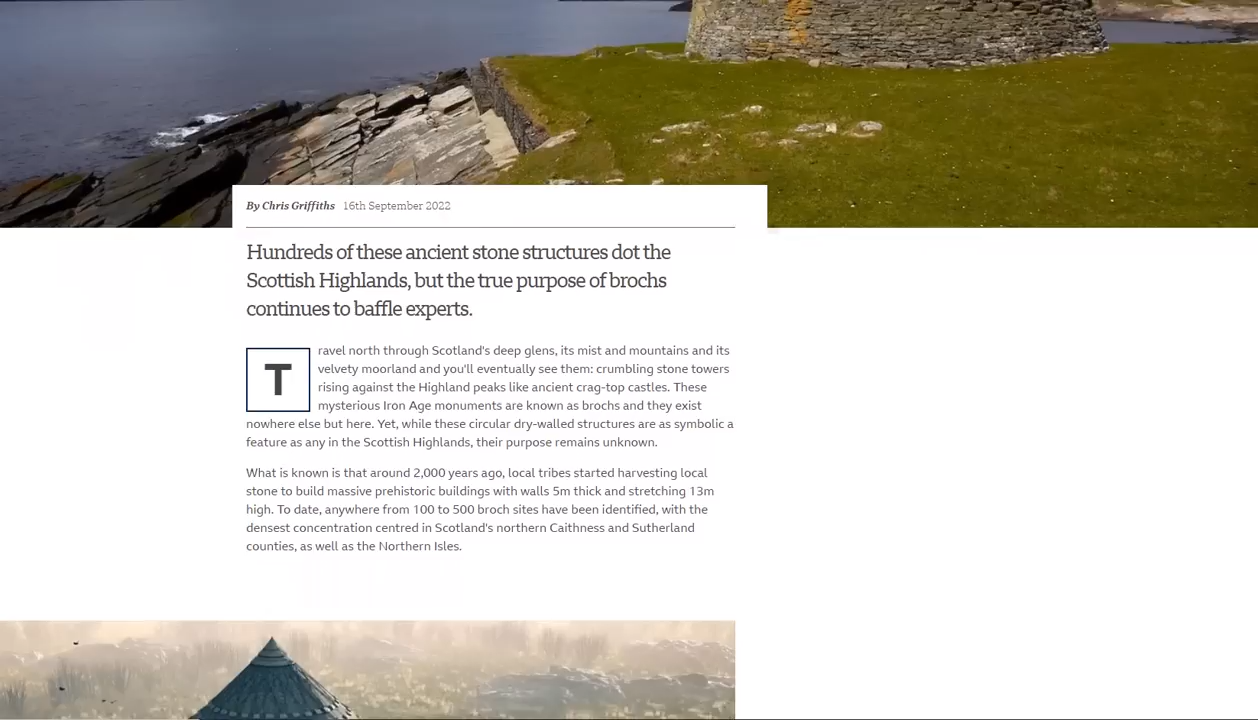 By Chris Griffiths 16th September 2022
Hundreds of these ancient stone structures dot the
Scottish Highlands, but the true purpose of brochs
continues to baffle experts.
Travel north through Scotland's deep glens, its mist and mountains and its
velvety moorland and you'll eventually see them: crumbling stone towers
rising against the Highland peaks like ancient crag-top castles. These
mysterious Iron Age monuments are known as brochs and they exist
nowhere else but here. Yet, while these circular dry-walled structures are as symbolic a
feature as any in the Scottish Highlands, their purpose remains unknown.
What is known is that around 2,000 years ago, local tribes started harvesting local
stone to build massive prehistoric buildings with walls 5m thick and stretching 13m
high. To date, anywhere from 100 to 500 broch sites have been identified, with the
densest concentration centred in Scotland's northern Caithness and Sutherland
counties, as well as the Northern Isles.